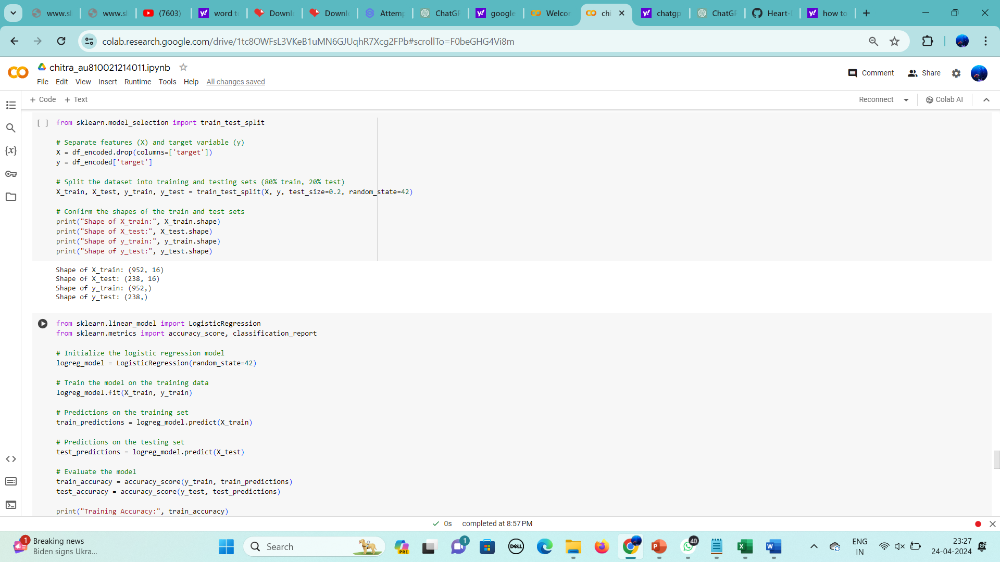 www.sl
www.sl
(7603)
word to
Downl
Downl
Attemp
ChatGP
google
Welcon
chi
chatgp
ChatGP
Heart-
how to
colab.research.google.com/drive/1tc8OWFsL3VKeB1uMN6GJUqhR7Xcg2FPb#scrollTo=F0beGHG4Vi8m
chitra_au810021214011.ipynb
File Edit View Insert Runtime Tools Help All changes saved
Comment Share
+ Code + Text
Reconnect Colab AI
[ ] from sklearn.model_selection import train_test_split
# Separate features (X) and target variable (y)
X = df_encoded.drop(columns=['target'])
y = df_encoded['target']
# Split the dataset into training and testing sets (80% train, 20% test)
X_train, X_test, y_train, y_test = train_test_split(X, y, test_size=0.2, random_state=42)
# Confirm the shapes of the train and test sets
print("Shape of X_train:", X_train.shape)
print("Shape of X_test:", X_test.shape)
print("Shape of y_train:", y_train.shape)
print("Shape of y_test:", y_test.shape)
Shape of X_train: (952, 16)
Shape of X_test: (238, 16)
Shape of y_train: (952,)
Shape of y_test: (238,)
from sklearn.linear_model import LogisticRegression
from sklearn.metrics import accuracy_score, classification_report
# Initialize the logistic regression model
logreg_model = LogisticRegression(random_state=42)
# Train the model on the training data
logreg_model.fit(X_train, y_train)
# Predictions on the training set
train_predictions = logreg_model.predict(X_train)
# Predictions on the testing set
test_predictions = logreg_model.predict(X_test)
# Evaluate the model
train_accuracy = accuracy_score(y_train, train_predictions)
test_accuracy = accuracy_score(y_test, test_predictions)
print("Training Accuracy:", train_accuracy)
0s completed at 8:57 PM
1 Breaking news
Biden signs Ukra...
Search
PRE
1
DELL
40
ENG
IN
23:27
24-04-2024